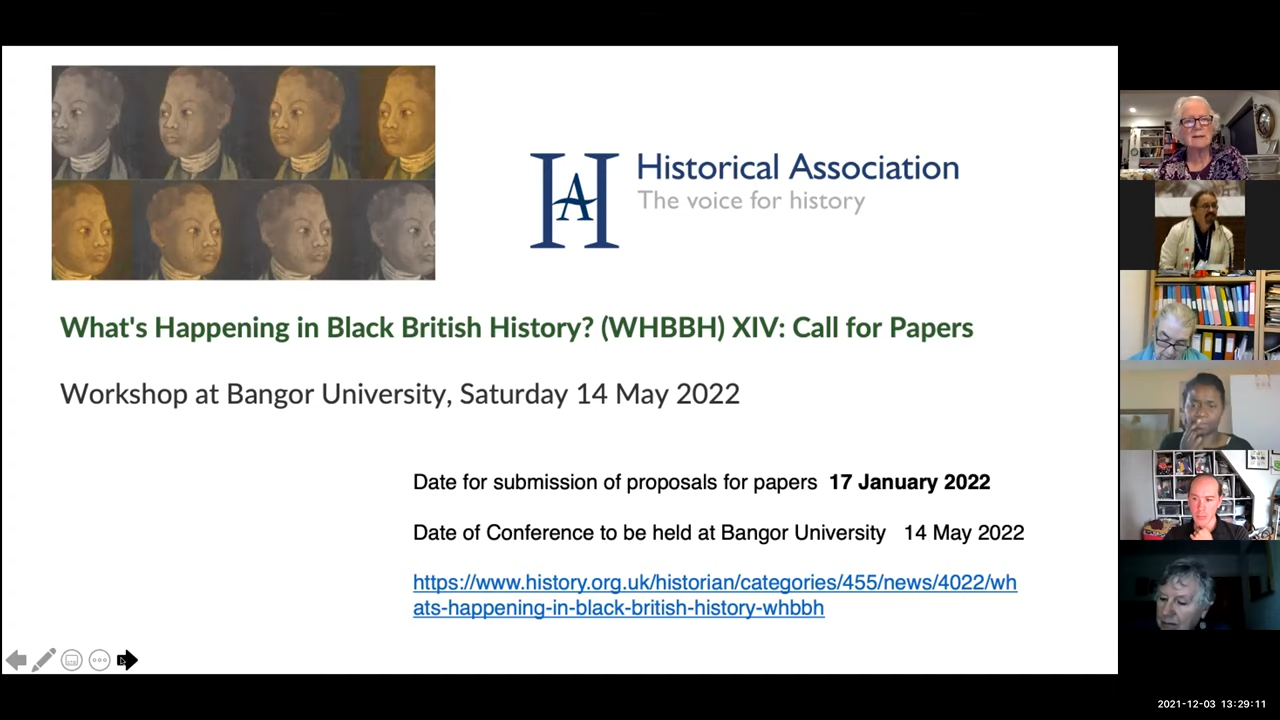 HA
Historical Association
The voice for history
What's Happening in Black British History? (WHBBH) XIV: Call for Papers
Workshop at Bangor University, Saturday 14 May 2022
Date for submission of proposals for papers 17 January 2022
Date of Conference to be held at Bangor University 14 May 2022
https://www.history.org.uk/historian/categories/455/news/4022/wh
ats-happening-in-black-british-history-whbbh
2021-12-03 13:29:11